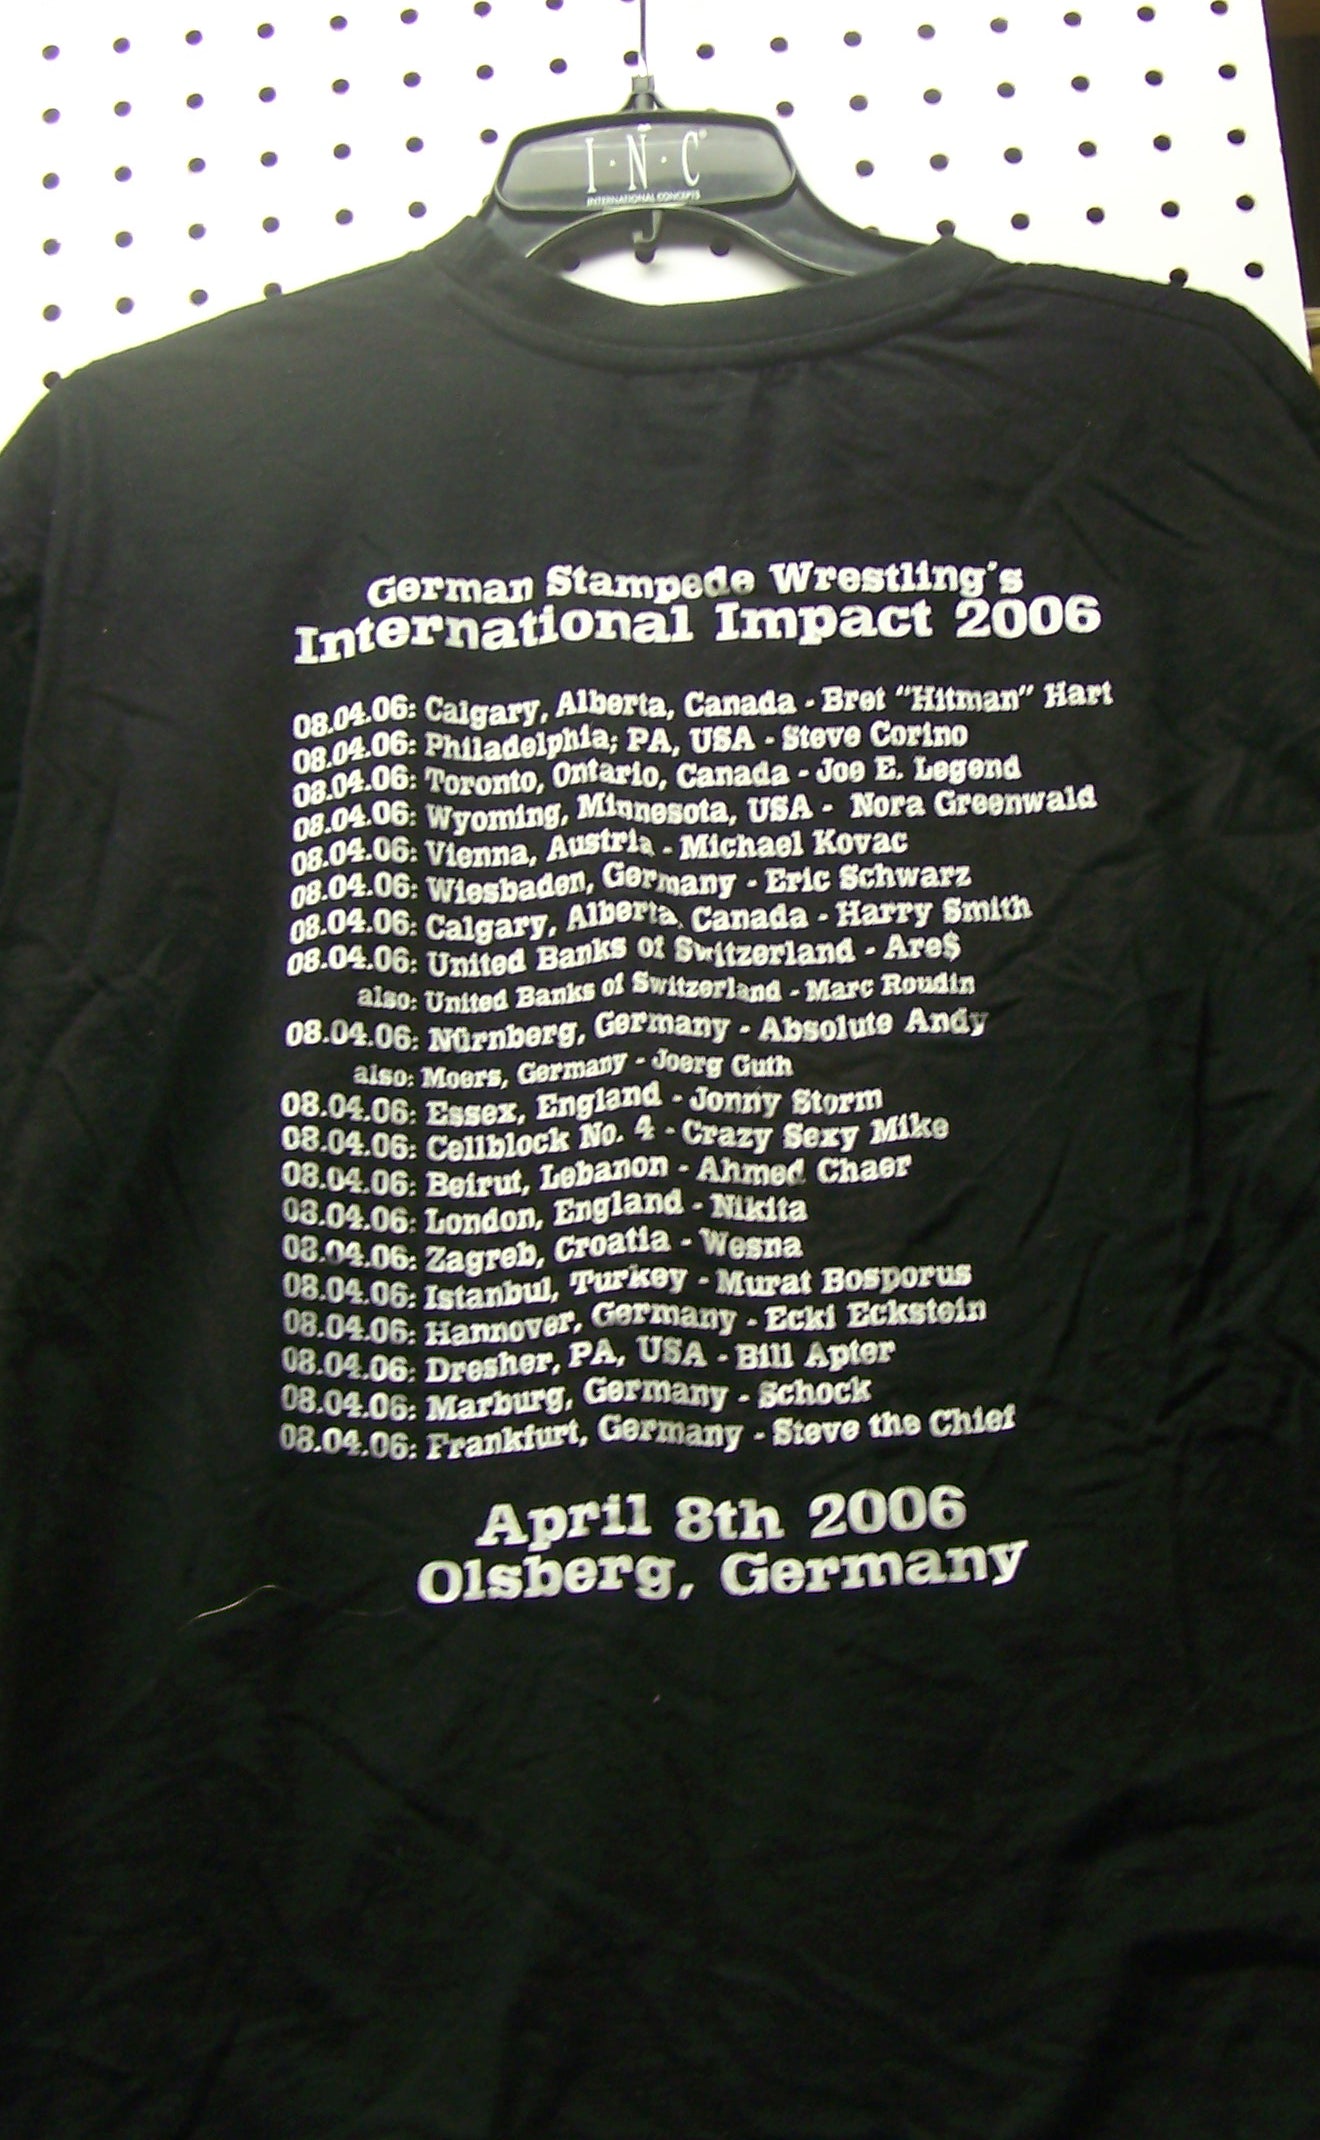 I·N·C®
INTERNATIONAL CONCEPTS
German Stampede Wrestling's
International Impact 2006
08.04.06: Calgary, Alberta, Canada - Bret "Hitman" Hart
08.04.06: Philadelphia; PA, USA - Steve Corino
08.04.06: Toronto, Ontario, Canada - Joe E. Legend
08.04.06: Wyoming, Minnesota, USA - Nora Greenwald
08.04.06: Vienna, Austria - Michael Kovac
08.04.06: Wiesbaden, Germany - Eric Schwarz
08.04.06: Calgary, Alberta, Canada - Harry Smith
08.04.06: United Banks of Switzerland - Are$
also: United Banks of Switzerland - Marc Roudin
08.04.06: Nürnberg, Germany - Absolute Andy
also: Moers, Germany - Joerg Guth
08.04.06: Essex, England - Jonny Storm
08.04.06: Cellblock No. 4 - Crazy Sexy Mike
08.04.06: Beirut, Lebanon - Ahmed Chaer
08.04.06: London, England - Nikita
08.04.06: Zagreb, Croatia - Wesna
08.04.06: Istanbul, Turkey - Murat Bosporus
08.04.06: Hannover, Germany - Ecki Eckstein
08.04.06: Dresher, PA, USA - Bill Apter
08.04.06: Marburg, Germany - Schock
08.04.06: Frankfurt, Germany - Steve the Chief
April 8th 2006
Olsberg, Germany